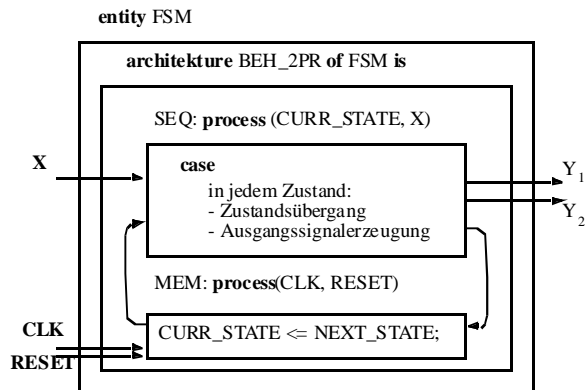 entity FSM
architekture BEH_2PR of FSM is
SEQ: process (CURR_STATE, X)
X
case
in jedem Zustand:
- Zustandsübergang
- Ausgangssignalerzeugung
Y1
Y2
MEM: process(CLK, RESET)
CLK
RESET
CURR_STATE <= NEXT_STATE;